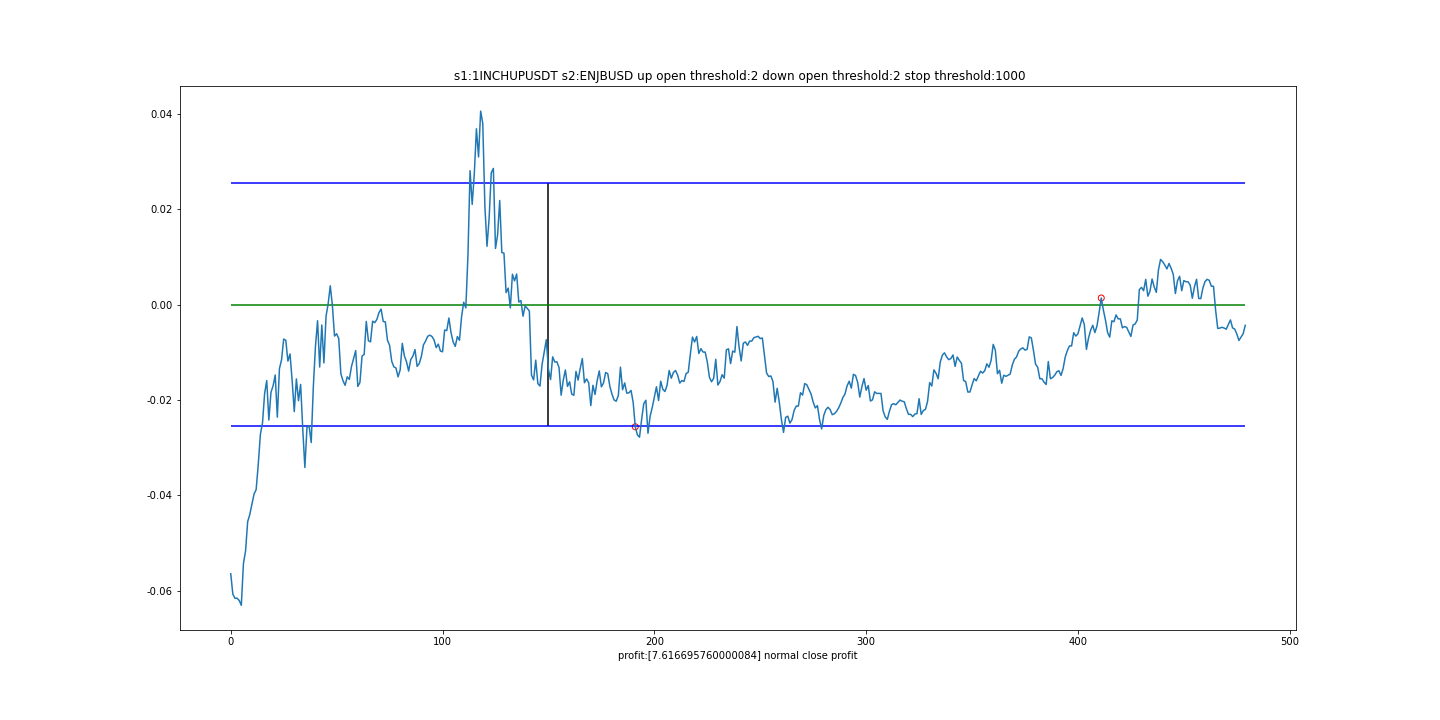 s1:1INCHUPUSDT s2:ENJBUSD up open threshold:2 down open threshold:2 stop threshold:1000
0.04
0.02
0.00
-0.02
-0.04
-0.06
0 100 200 300 400 500
profit:[7.616695760000084] normal close profit